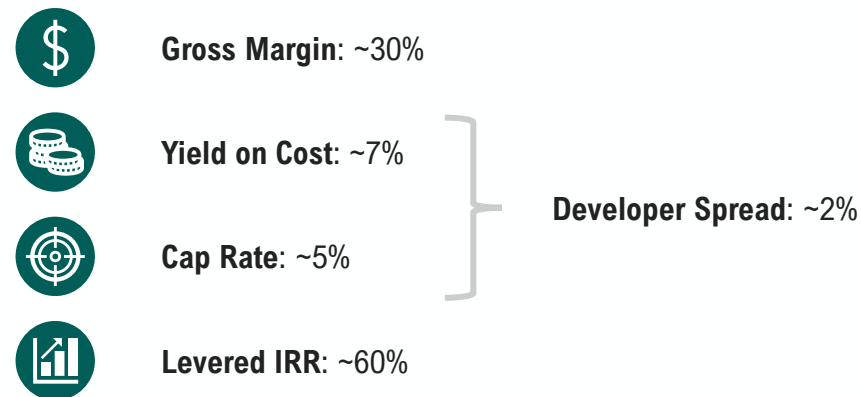 Gross Margin: ~30%
Yield on Cost: ~7%
Developer Spread: ~2%
Cap Rate: ~5%
Levered IRR: ~60%